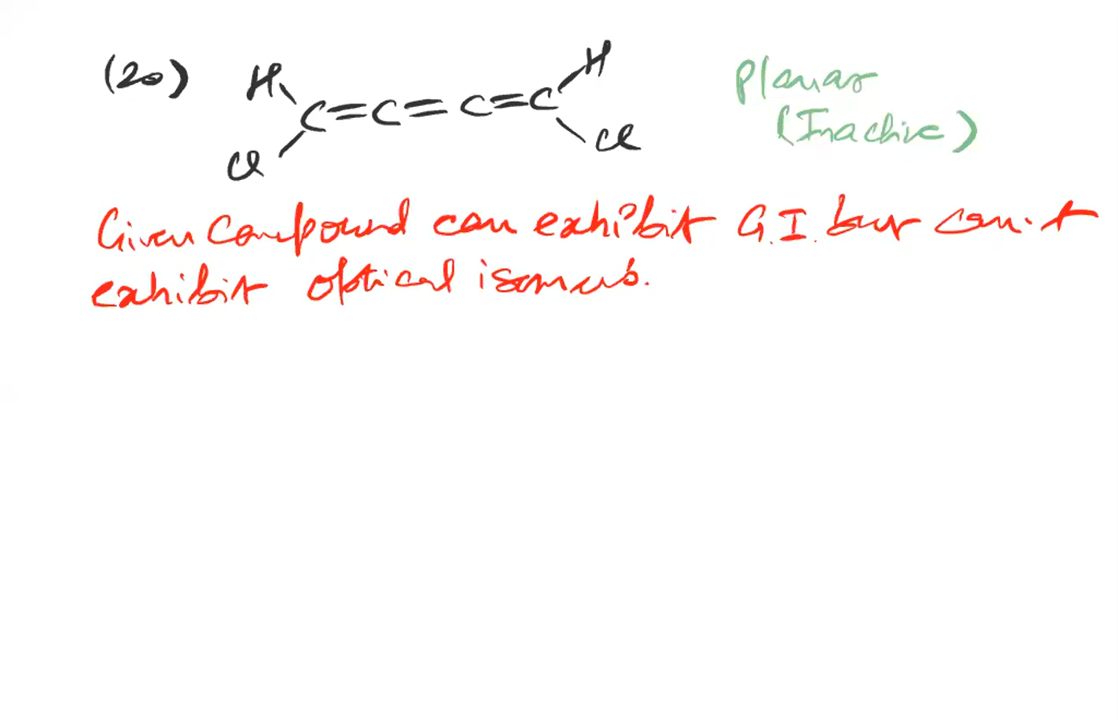 (20) H C=C=C=C H
Cl Cl
Planar
(Inactive)
Given Compound can exhibit G.I. but can't
exhibit optical isomers.